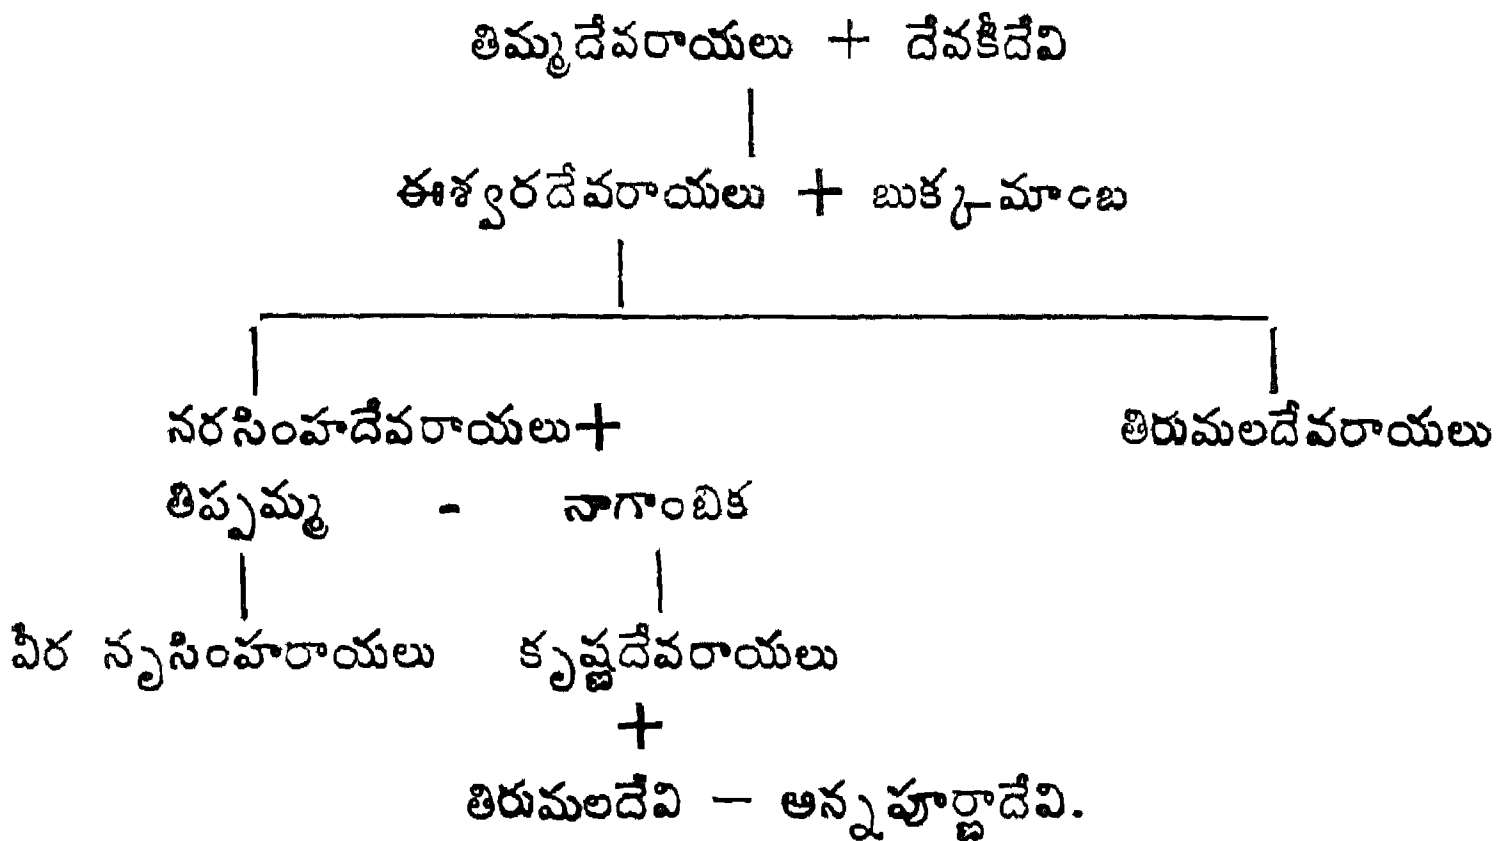 తిమ్మదేవరాయలు + దేవకీదేవి
ఈశ్వరదేవరాయలు + బుక్కమాంబ
నరసింహదేవరాయలు+ తిరుమలదేవరాయలు
తిప్పమ్మ - నాగాంబిక
వీర నృసింహరాయలు కృష్ణదేవరాయలు
+
తిరుమలదేవి — అన్నపూర్ణాదేవి.